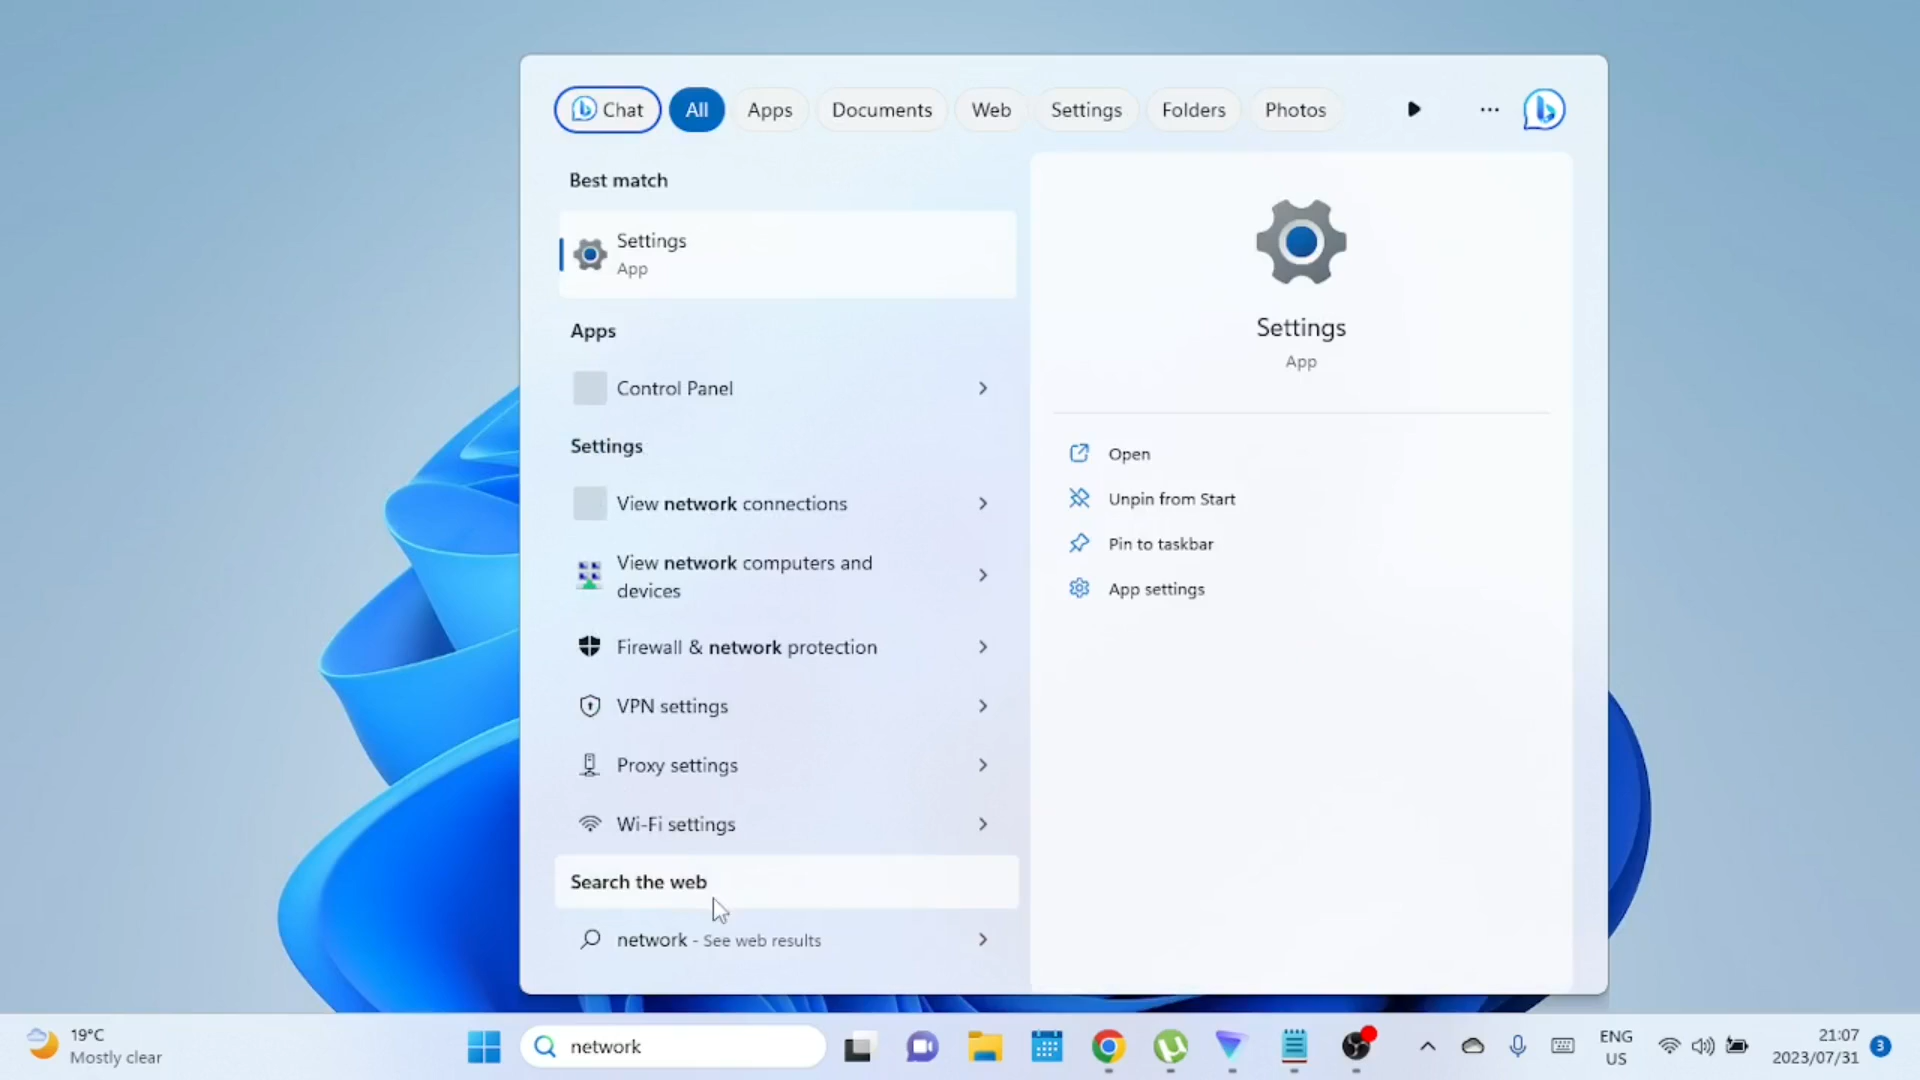 Chat
All
Apps
Documents
Web
Settings
Folders
Photos
Best match
Settings
App
Apps
Control Panel
Settings
View network connections
View network computers and
devices
Firewall & network protection
VPN settings
Proxy settings
Wi-Fi settings
Search the web
network - See web results
Settings
App
Open
Unpin from Start
Pin to taskbar
App settings
19°C
Mostly clear
network
ENG
US
21:07
2023/07/31
3